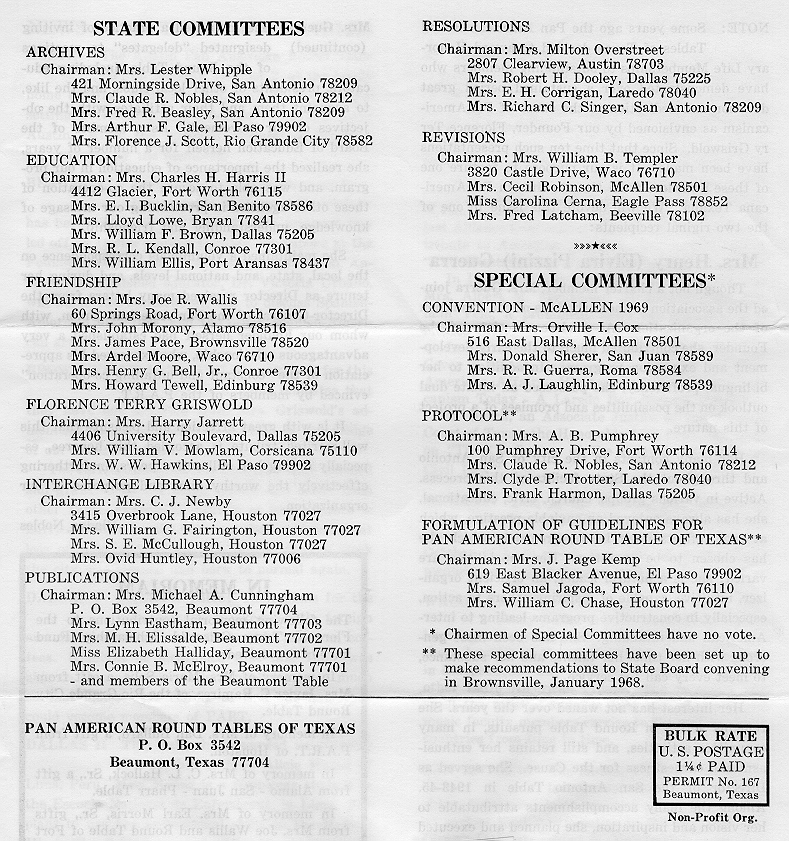 STATE COMMITTEES
ARCHIVES
Chairman: Mrs. Lester Whipple
421 Morningside Drive, San Antonio 78209
Mrs. Claude R. Nobles, San Antonio 78212
Mrs. Fred R. Beasley, San Antonio 78209
Mrs. Arthur F. Gale, El Paso 79902
Mrs. Florence J. Scott, Rio Grande City 78582
EDUCATION
Chairman: Mrs. Charles H. Harris II
4412 Glacier, Fort Worth 76115
Mrs. E. I. Bucklin, San Benito 78586
Mrs. Lloyd Lowe, Bryan 77841
Mrs. William F. Brown, Dallas 75205
Mrs. R. L. Kendall, Conroe 77301
Mrs. William Ellis, Port Aransas 78437
FRIENDSHIP
Chairman: Mrs. Joe R. Wallis
60 Springs Road, Fort Worth 76107
Mrs. John Morony, Alamo 78516
Mrs. James Pace, Brownsville 78520
Mrs. Ardel Moore, Waco 76710
Mrs. Henry G. Bell, Jr., Conroe 77301
Mrs. Howard Tewell, Edinburg 78539
FLORENCE TERRY GRISWOLD
Chairman: Mrs. Harry Jarrett
4406 University Boulevard, Dallas 75205
Mrs. William V. Mowlam, Corsicana 75110
Mrs. W. W. Hawkins, El Paso 79902
INTERCHANGE LIBRARY
Chairman: Mrs. C. J. Newby
3415 Overbrook Lane, Houston 77027
Mrs. William G. Fairington, Houston 77027
Mrs. S. E. McCullough, Houston 77027
Mrs. Ovid Huntley, Houston 77006
PUBLICATIONS
Chairman: Mrs. Michael A. Cunningham
P. O. Box 3542, Beaumont 77704
Mrs. Lynn Eastham, Beaumont 77703
Mrs. M. H. Elissalde, Beaumont 77702
Miss Elizabeth Halliday, Beaumont 77701
Mrs. Connie B. McElroy, Beaumont 77701
- and members of the Beaumont Table
RESOLUTIONS
Chairman: Mrs. Milton Overstreet
2807 Clearview, Austin 78703
Mrs. Robert H. Dooley, Dallas 75225
Mrs. E. H. Corrigan, Laredo 78040
Mrs. Richard C. Singer, San Antonio 78209
REVISIONS
Chairman: Mrs. William B. Templer
3820 Castle Drive, Waco 76710
Mrs. Cecil Robinson, McAllen 78501
Miss Carolina Cerna, Eagle Pass 78852
Mrs. Fred Latcham, Beeville 78102
»»»★«««
SPECIAL COMMITTEES*
CONVENTION - McALLEN 1969
Chairman: Mrs. Orville I. Cox
516 East Dallas, McAllen 78501
Mrs. Donald Sherer, San Juan 78589
Mrs. R. R. Guerra, Roma 78584
Mrs. A. J. Laughlin, Edinburg 78539
PROTOCOL**
Chairman: Mrs. A. B. Pumphrey
100 Pumphrey Drive, Fort Worth 76114
Mrs. Claude R. Nobles, San Antonio 78212
Mrs. Clyde P. Trotter, Laredo 78040
Mrs. Frank Harmon, Dallas 75205
FORMULATION OF GUIDELINES FOR
PAN AMERICAN ROUND TABLE OF TEXAS**
Chairman: Mrs. J. Page Kemp
619 East Blacker Avenue, El Paso 79902
Mrs. Samuel Jagoda, Fort Worth 76110
Mrs. William C. Chase, Houston 77027
* Chairmen of Special Committees have no vote.
** These special committees have been set up to
make recommendations to State Board convening
in Brownsville, January 1968.
PAN AMERICAN ROUND TABLES OF TEXAS
P. O. Box 3542
Beaumont, Texas 77704
BULK RATE
U. S. POSTAGE
1¼¢ PAID
PERMIT No. 167
Beaumont, Texas
Non-Profit Org.